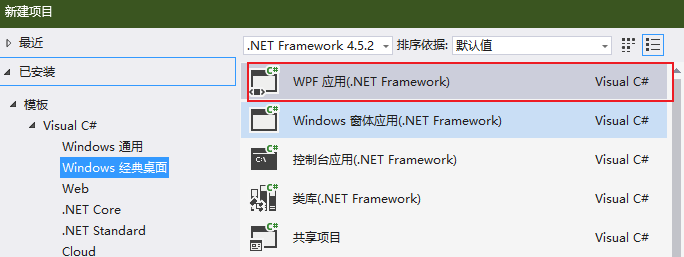 新建项目
最近
.NET Framework 4.5.2 排序依据: 默认值
已安装
C# WPF 应用(.NET Framework) Visual C#
模板
C# Windows 窗体应用(.NET Framework) Visual C#
Visual C#
Windows 通用
C# C:\ 控制台应用(.NET Framework) Visual C#
Windows 经典桌面
Web
C# 类库(.NET Framework) Visual C#
.NET Core
.NET Standard
C# 共享项目 Visual C#
Cloud